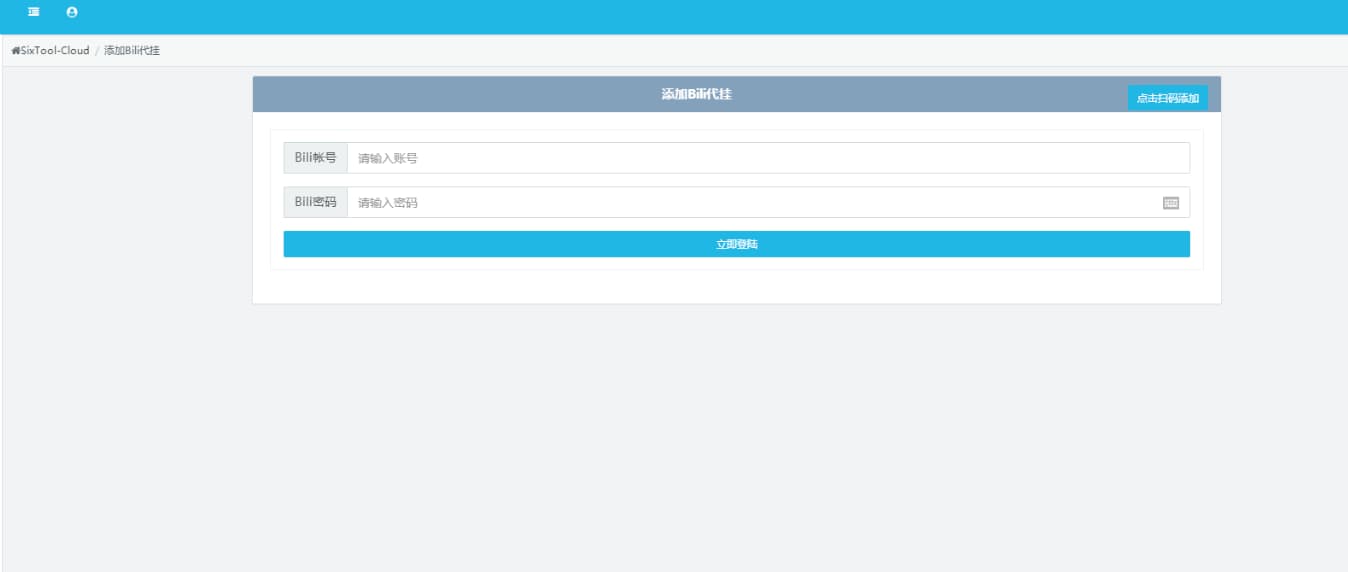 SixTool-Cloud / 添加Bili代挂
添加Bili代挂
点击扫码添加
Bili帐号 请输入账号
Bili密码 请输入密码
立即登陆